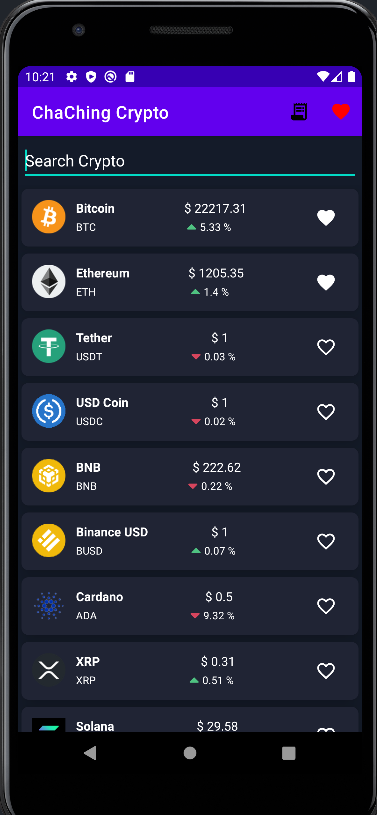 10:21
ChaChing Crypto
Search Crypto
Bitcoin $ 22217.31
BTC 5.33 %
Ethereum $ 1205.35
ETH 1.4 %
Tether $ 1
USDT 0.03 %
USD Coin $ 1
USDC 0.02 %
BNB $ 222.62
BNB 0.22 %
Binance USD $ 1
BUSD 0.07 %
Cardano $ 0.5
ADA 9.32 %
XRP $ 0.31
XRP 0.51 %
Solana $ 29.58